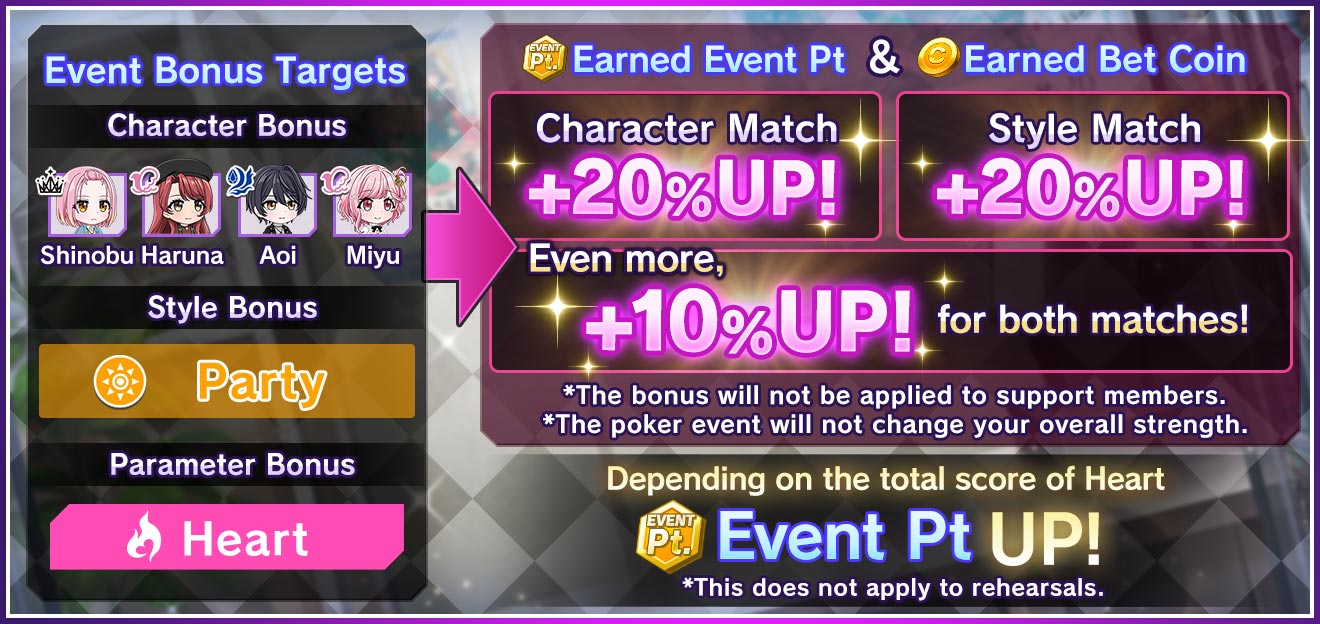 Event Bonus Targets
Character Bonus
Shinobu Haruna Aoi Miyu
Style Bonus
Party
Parameter Bonus
Heart
EVENT Pt. Earned Event Pt & C Earned Bet Coin
Character Match
+20%UP!
Style Match
+20%UP!
Even more,
+10%UP! for both matches!
*The bonus will not be applied to support members.
*The poker event will not change your overall strength.
Depending on the total score of Heart
EVENT Pt. Event Pt UP!
*This does not apply to rehearsals.